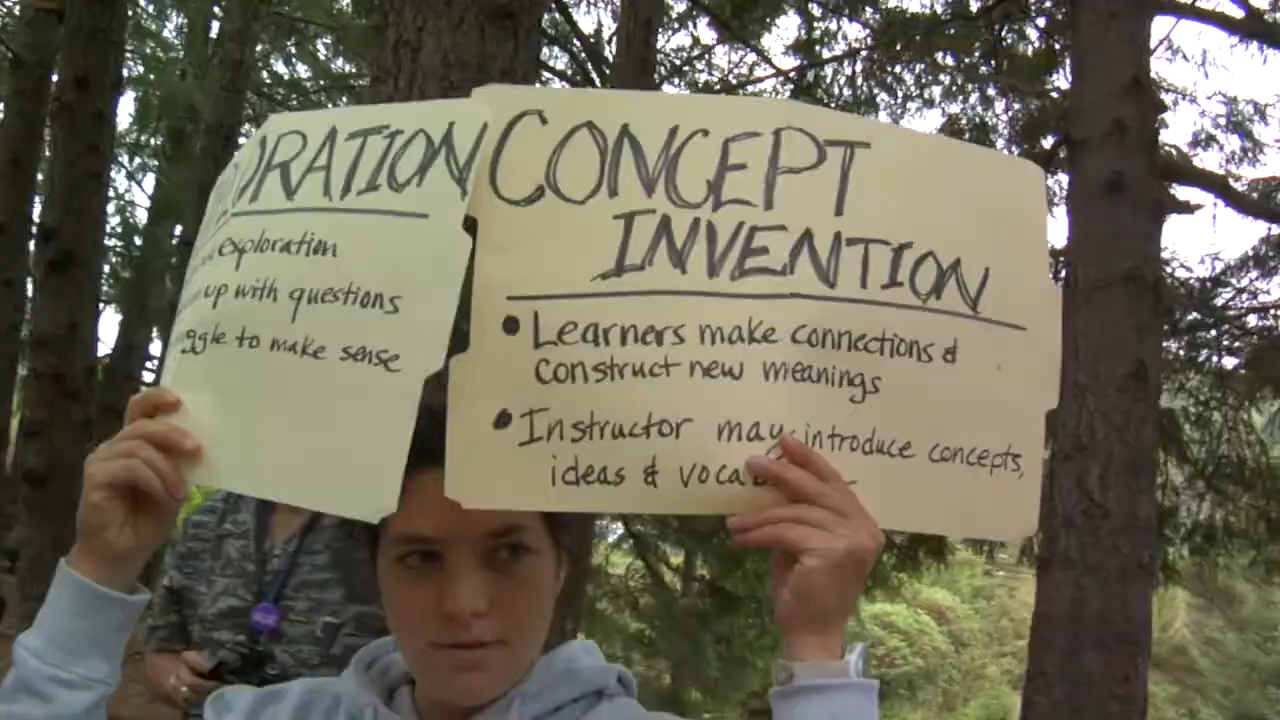 ORATION
exploration
up with questions
ggle to make sense
CONCEPT
INVENTION
• Learners make connections &
construct new meanings
• Instructor may introduce concepts,
ideas &